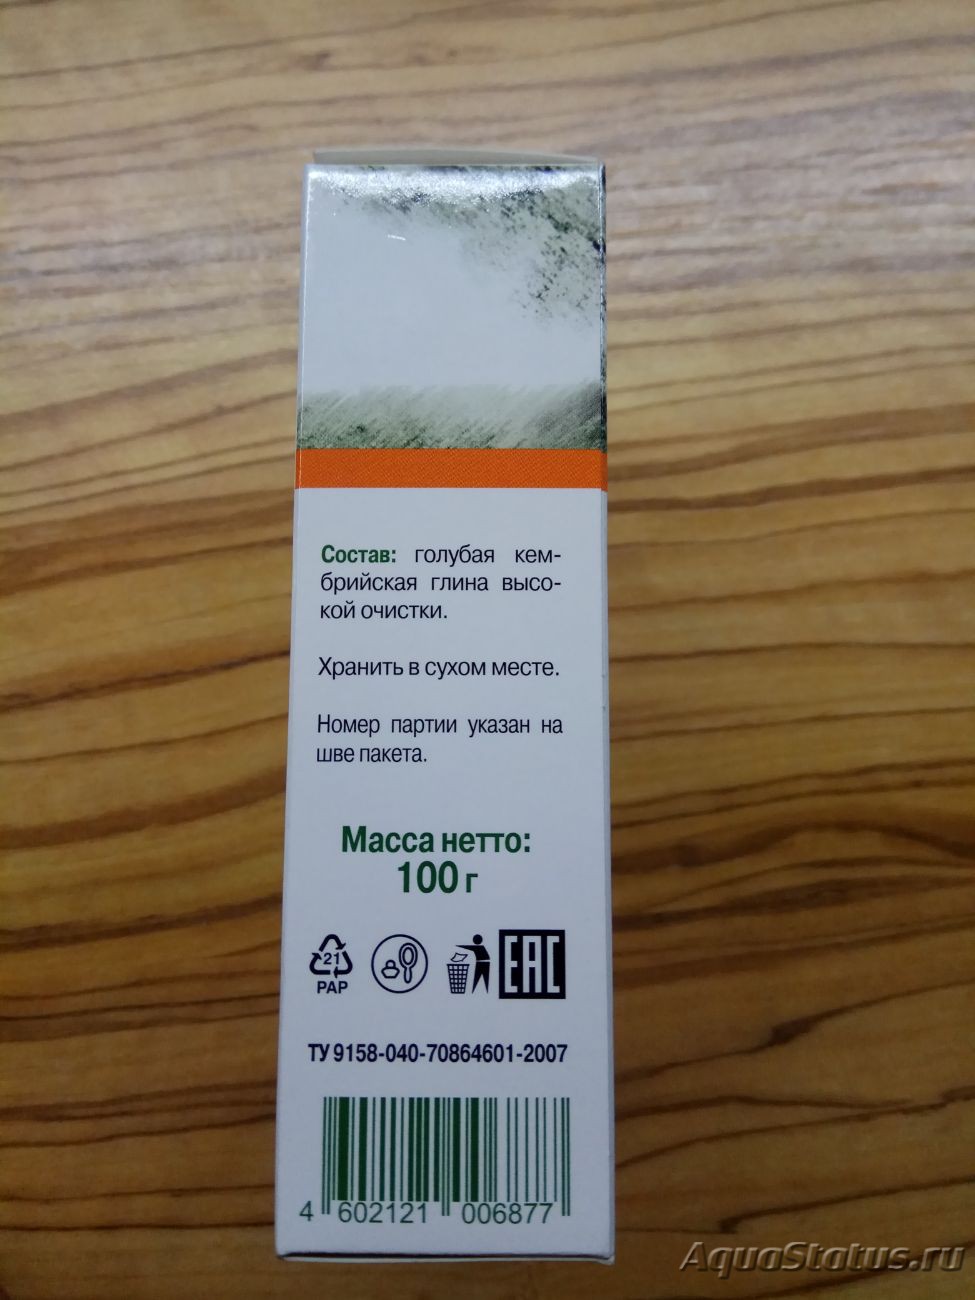 Состав: голубая кем-
брийская глина высо-
кой очистки.
Хранить в сухом месте.
Номер партии указан на
шве пакета.
Масса нетто:
100 г
21
PAP
EAC
ТУ 9158-040-70864601-2007
4 602121 006877
AquaStatus.ru